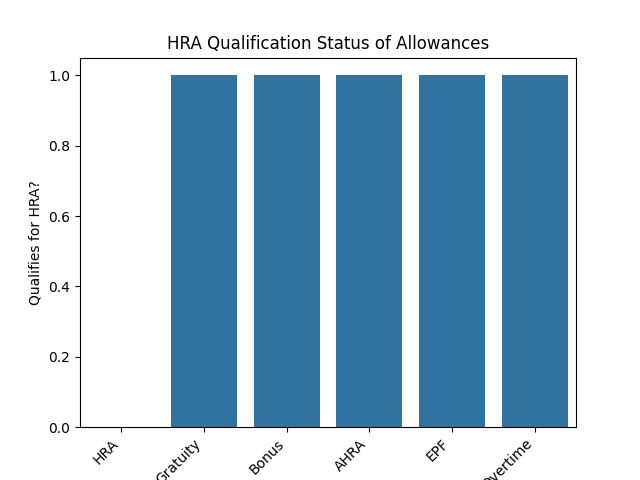 HRA Qualification Status of Allowances
Qualifies for HRA?
1.0
0.8
0.6
0.4
0.2
0.0
HRA
Gratuity
Bonus
AHRA
EPF
Overtime